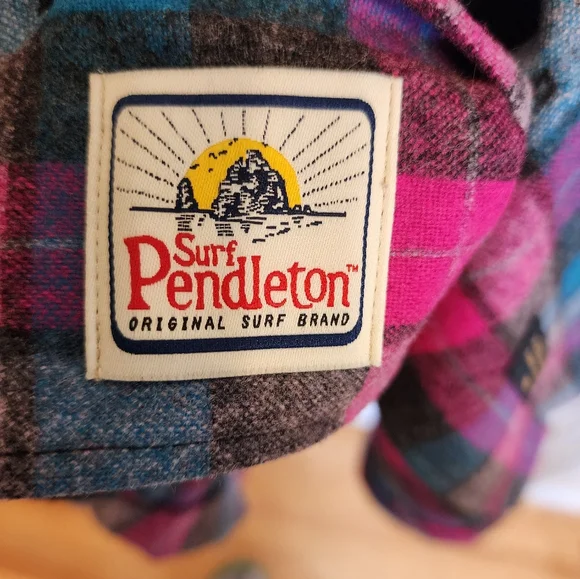 Surf
Pendleton™
ORIGINAL SURF BRAND